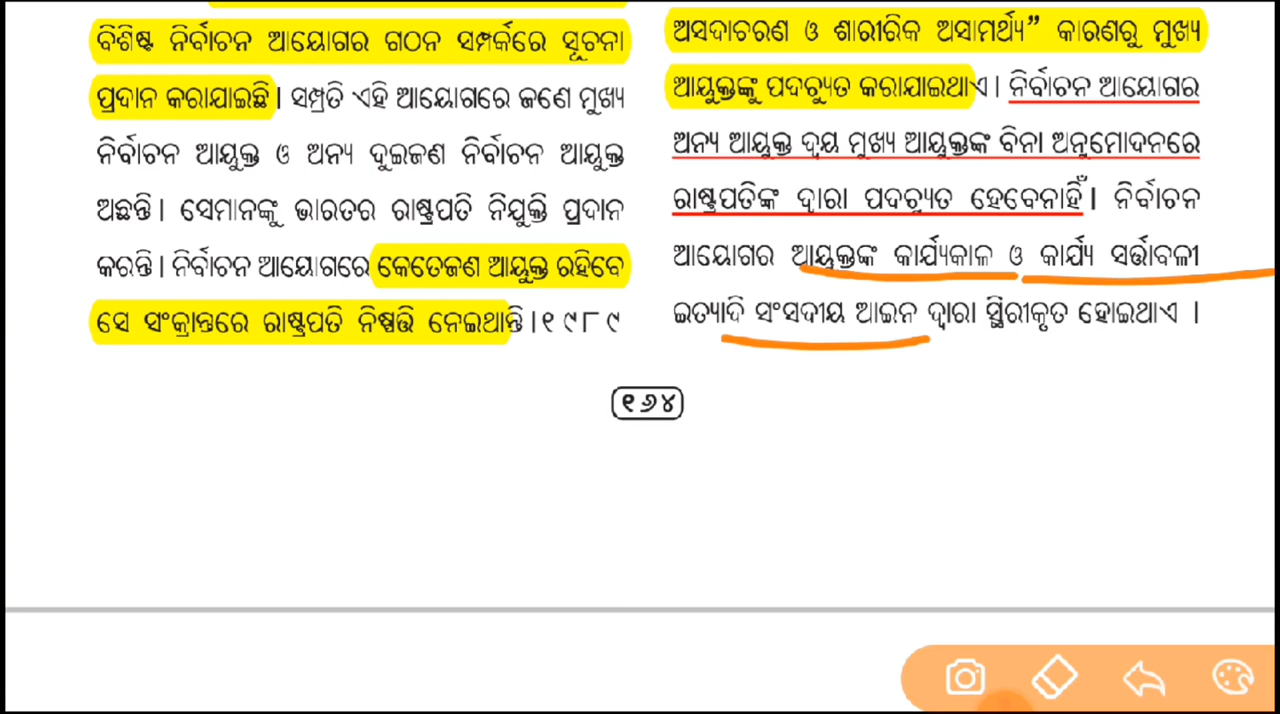 ବିଶିଷ୍ଟ ନିର୍ବାଚନ ଆୟୋଗର ଗଠନ ସମ୍ପର୍କରେ ସୂଚନା
ପ୍ରଦାନ କରାଯାଇଛି। ସମ୍ପ୍ରତି ଏହି ଆୟୋଗରେ ଜଣେ ମୁଖ୍ୟ
ନିର୍ବାଚନ ଆୟୁକ୍ତ ଓ ଅନ୍ୟ ଦୁଇଜଣ ନିର୍ବାଚନ ଆୟୁକ୍ତ
ଅଛନ୍ତି। ସେମାନଙ୍କୁ ଭାରତର ରାଷ୍ଟ୍ରପତି ନିଯୁକ୍ତି ପ୍ରଦାନ
କରନ୍ତି। ନିର୍ବାଚନ ଆୟୋଗରେ କେତେଜଣ ଆୟୁକ୍ତ ରହିବେ
ସେ ସଂକ୍ରାନ୍ତରେ ରାଷ୍ଟ୍ରପତି ନିଷ୍ପତ୍ତି ନେଇଥାନ୍ତି।୧୯୮୯
ଅସଦାଚରଣ ଓ ଶାରୀରିକ ଅସାମର୍ଥ୍ୟ” କାରଣରୁ ମୁଖ୍ୟ
ଆୟୁକ୍ତଙ୍କୁ ପଦଚ୍ୟୁତ କରାଯାଇଥାଏ। ନିର୍ବାଚନ ଆୟୋଗର
ଅନ୍ୟ ଆୟୁକ୍ତ ଦ୍ୱୟ ମୁଖ୍ୟ ଆୟୁକ୍ତଙ୍କ ବିନା ଅନୁମୋଦନରେ
ରାଷ୍ଟ୍ରପତିଙ୍କ ଦ୍ୱାରା ପଦଚ୍ୟୁତ ହେବେନାହିଁ। ନିର୍ବାଚନ
ଆୟୋଗର ଆୟୁକ୍ତଙ୍କ କାର୍ଯ୍ୟକାଳ ଓ କାର୍ଯ୍ୟ ସର୍ତ୍ତାବଳୀ
ଇତ୍ୟାଦି ସଂସଦୀୟ ଆଇନ ଦ୍ୱାରା ସ୍ଥିରୀକୃତ ହୋଇଥାଏ ।
୧୬୪